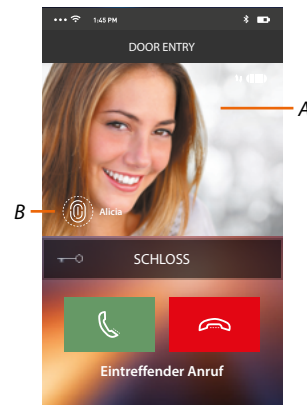 1:45 PM
DOOR ENTRY
A
B
Alicia
SCHLOSS
Eintreffender Anruf